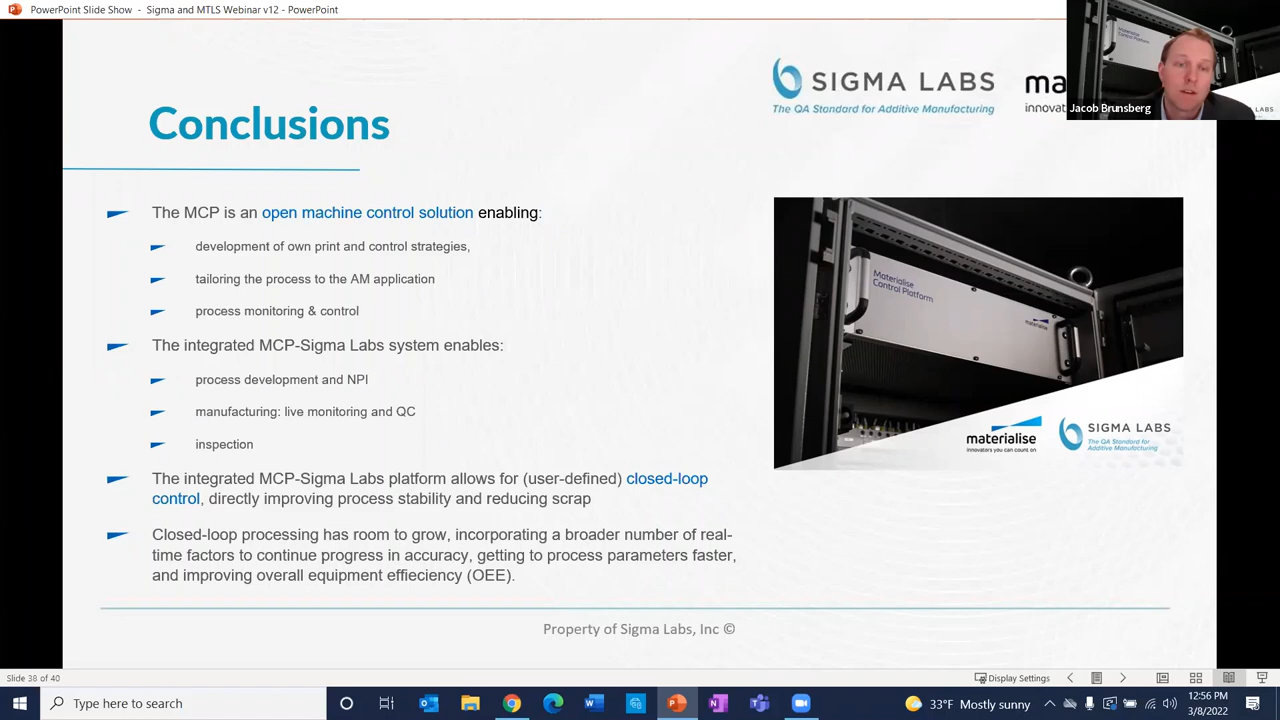 PowerPoint Slide Show - Sigma and MTLS Webinar v12 - PowerPoint
SIGMA LABS
The QA Standard for Additive Manufacturing
ma
innovat
Materialise
Control Platform
LABS
Jacob Brunsberg
Conclusions
The MCP is an open machine control solution enabling:
development of own print and control strategies,
tailoring the process to the AM application
process monitoring & control
The integrated MCP-Sigma Labs system enables:
process development and NPI
manufacturing: live monitoring and QC
inspection
The integrated MCP-Sigma Labs platform allows for (user-defined) closed-loop
control, directly improving process stability and reducing scrap
Closed-loop processing has room to grow, incorporating a broader number of real-
time factors to continue progress in accuracy, getting to process parameters faster,
and improving overall equipment effieciency (OEE).
Materialise
Control Platform
materialise
materialise
innovators you can count on
SIGMA LABS
The QA Standard for
Additive Manufacturing
Property of Sigma Labs, Inc ©
Slide 38 of 40
Display Settings
Type here to search
33°F Mostly sunny
12:56 PM
3/8/2022